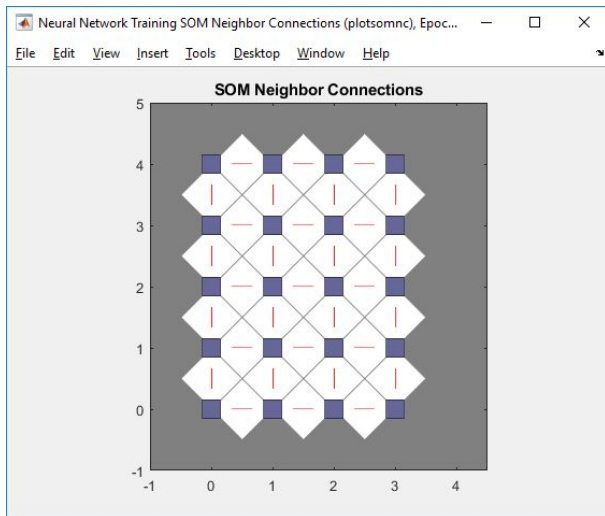 Neural Network Training SOM Neighbor Connections (plotsomnc), Epoc...
File Edit View Insert Tools Desktop Window Help
SOM Neighbor Connections
5
4
3
2
1
0
-1
-1 0 1 2 3 4